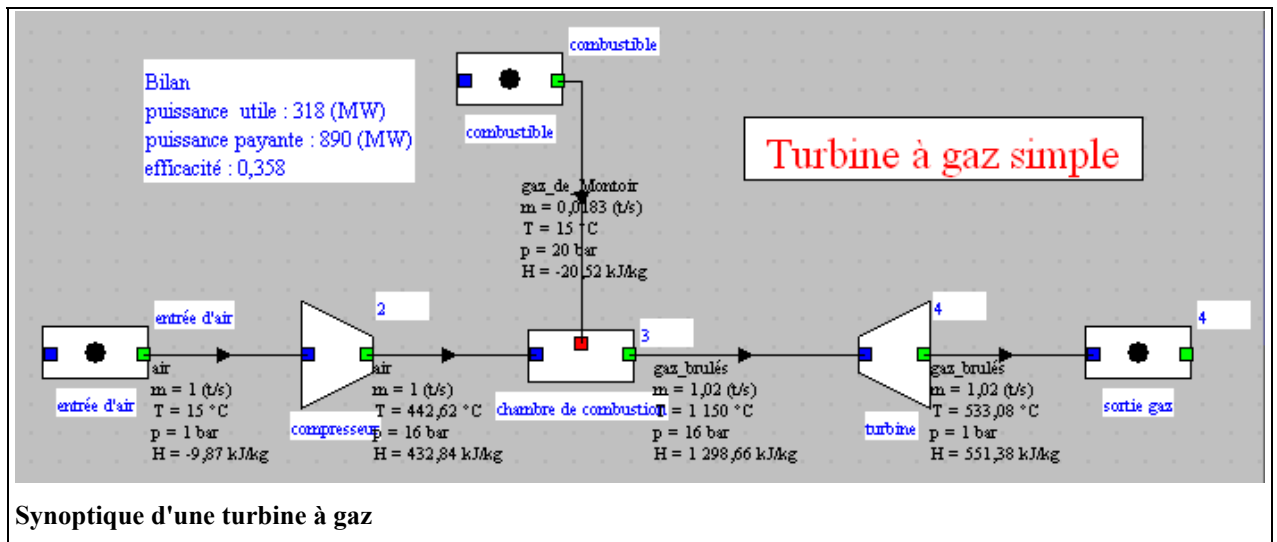 combustible
Bilan
puissance utile : 318 (MW)
puissance payante : 890 (MW)
efficacité : 0,358
combustible
Turbine à gaz simple
gaz_de_Montoir
m = 0,0183 (t/s)
T = 15 °C
p = 20 bar
H = -20,52 kJ/kg
entrée d'air
2
3
4
4
air
m = 1 (t/s)
T = 15 °C
p = 1 bar
H = -9,87 kJ/kg
entrée d'air
compresseur
air
m = 1 (t/s)
T = 442,62 °C
p = 16 bar
H = 432,84 kJ/kg
chambre de combustion
gaz_brulés
m = 1,02 (t/s)
T = 1 150 °C
p = 16 bar
H = 1 298,66 kJ/kg
turbine
gaz_brulés
m = 1,02 (t/s)
T = 533,08 °C
p = 1 bar
H = 551,38 kJ/kg
sortie gaz
Synoptique d'une turbine à gaz